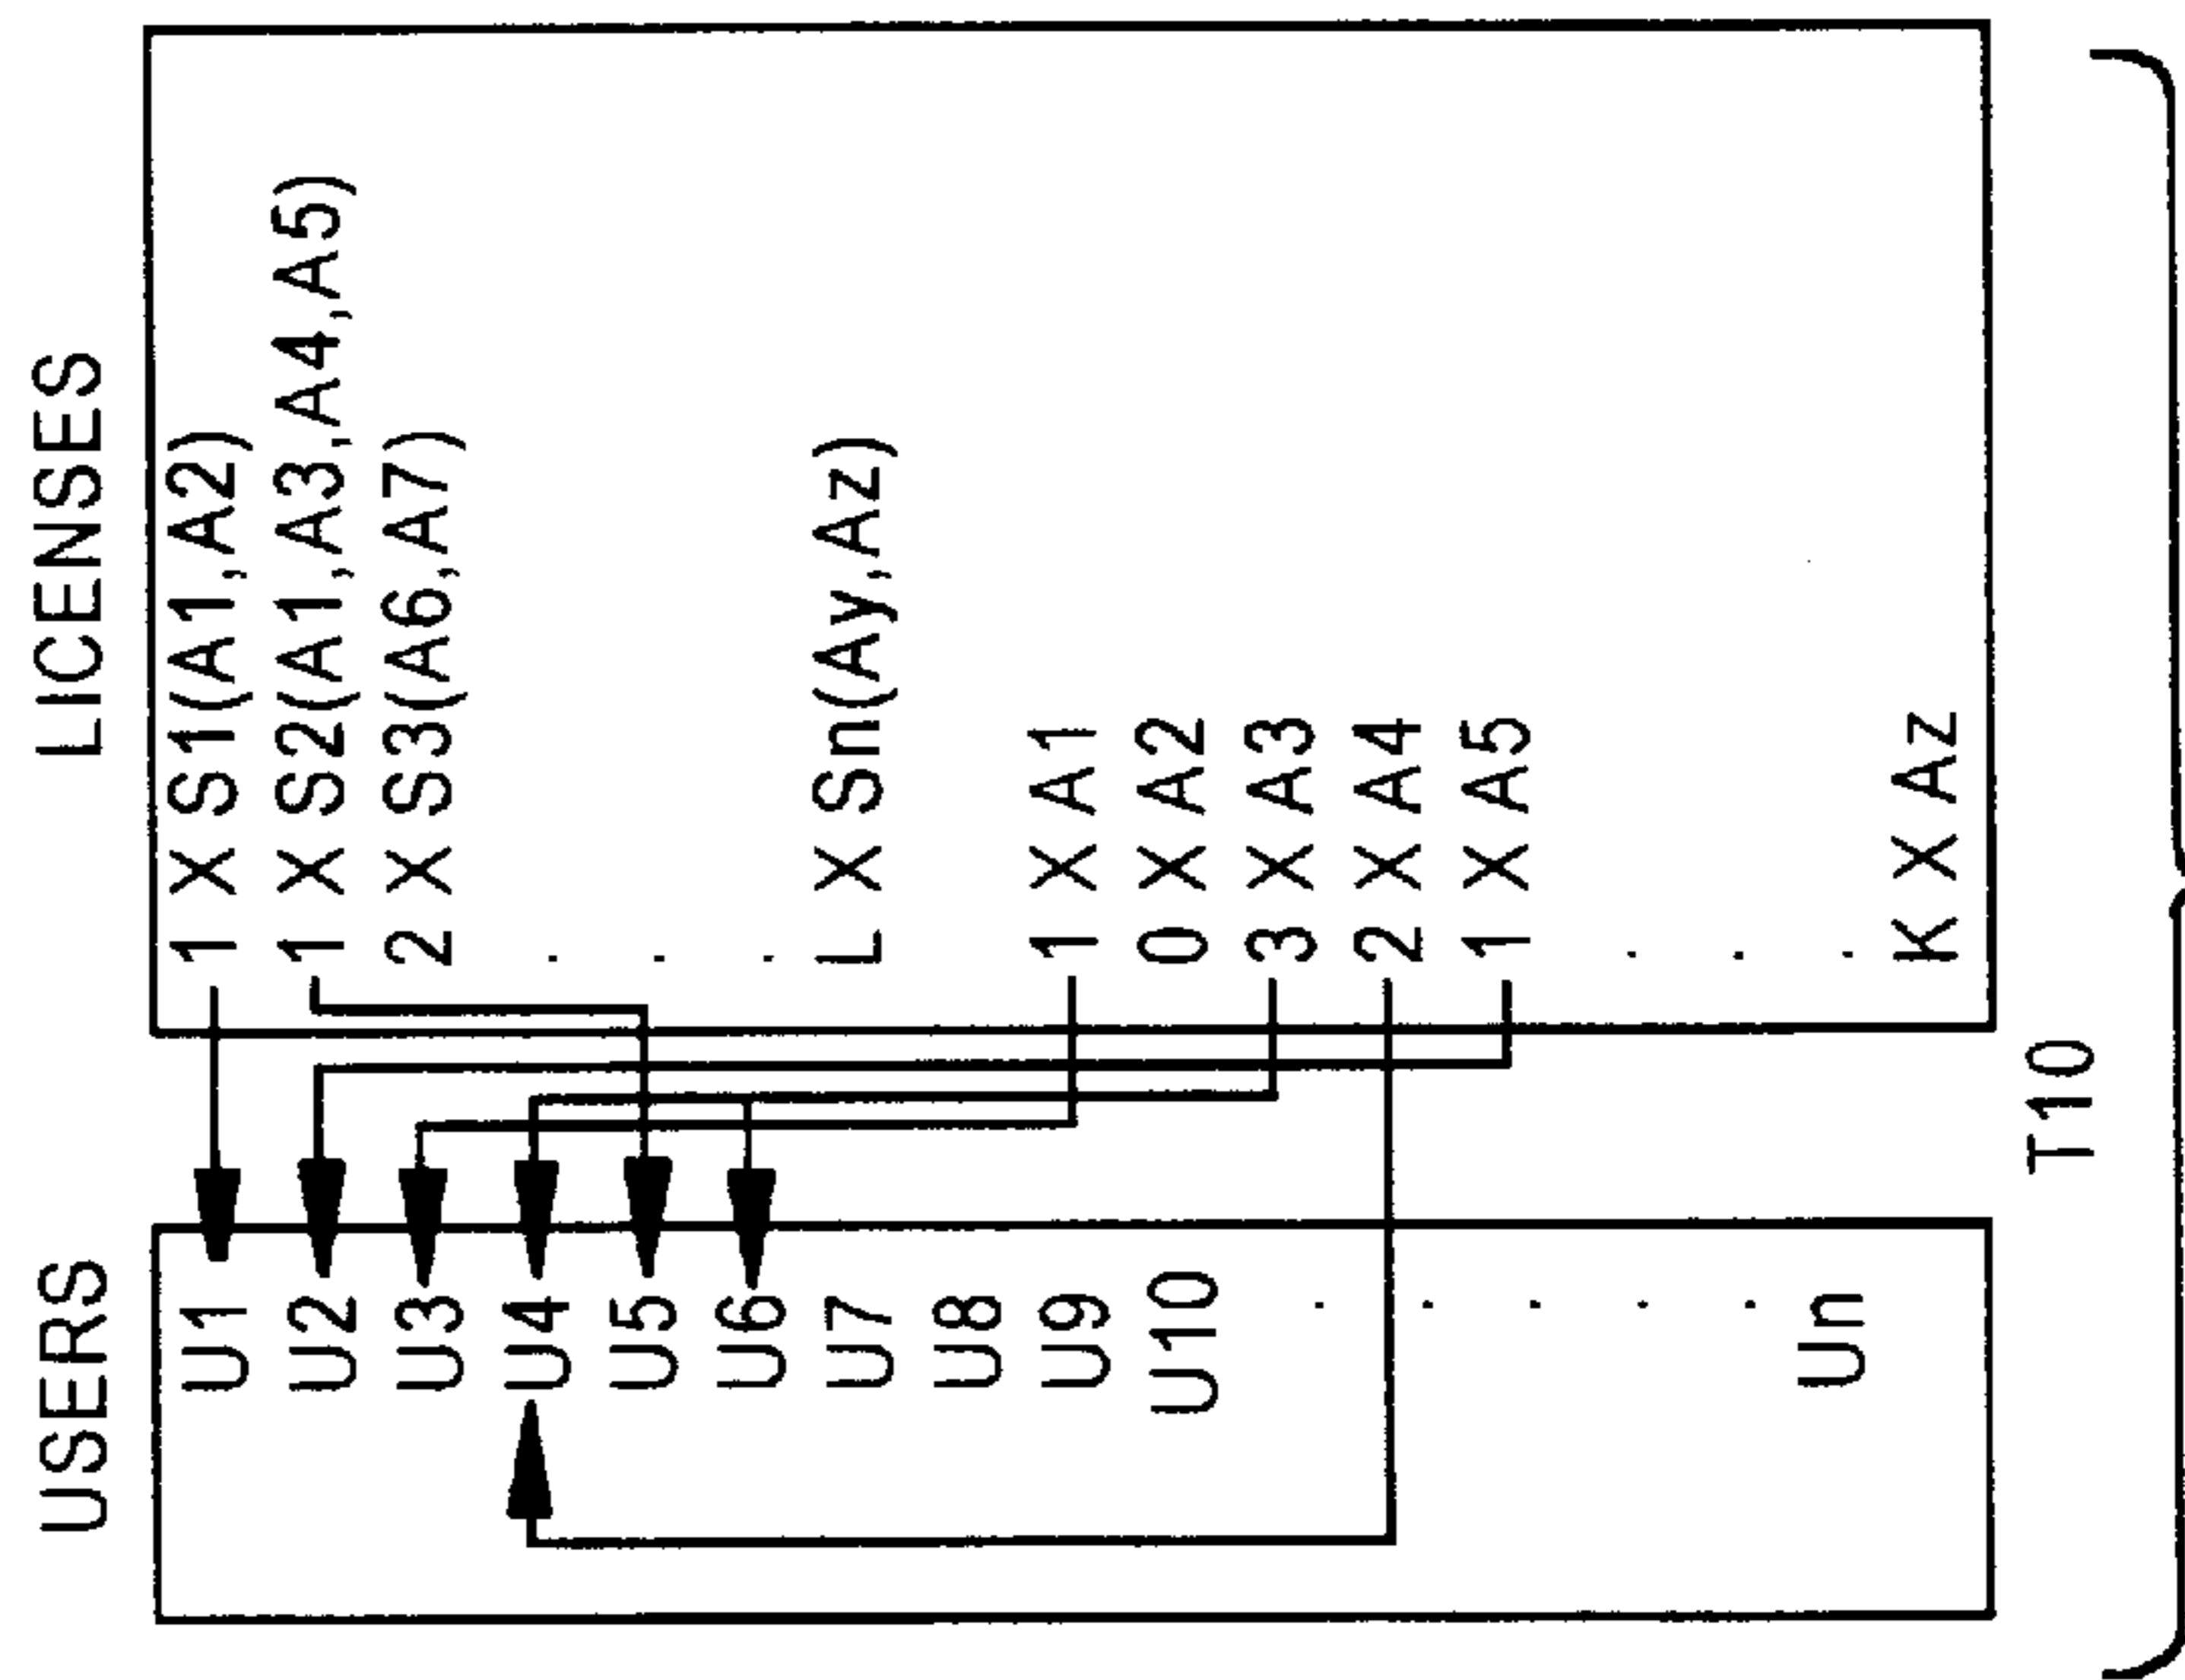 USERS
U1
U2
U3
U4
U5
U6
U7
U8
U9
U10
.
.
.
.
.
Un
LICENSES
1 X S1(A1,A2)
1 X S2(A1,A3,A4,A5)
2 X S3(A6,A7)
.
.
.
L X Sn(Ay,Az)
1 X A1
0 X A2
3 X A3
2 X A4
1 X A5
.
.
.
K X Az
T10